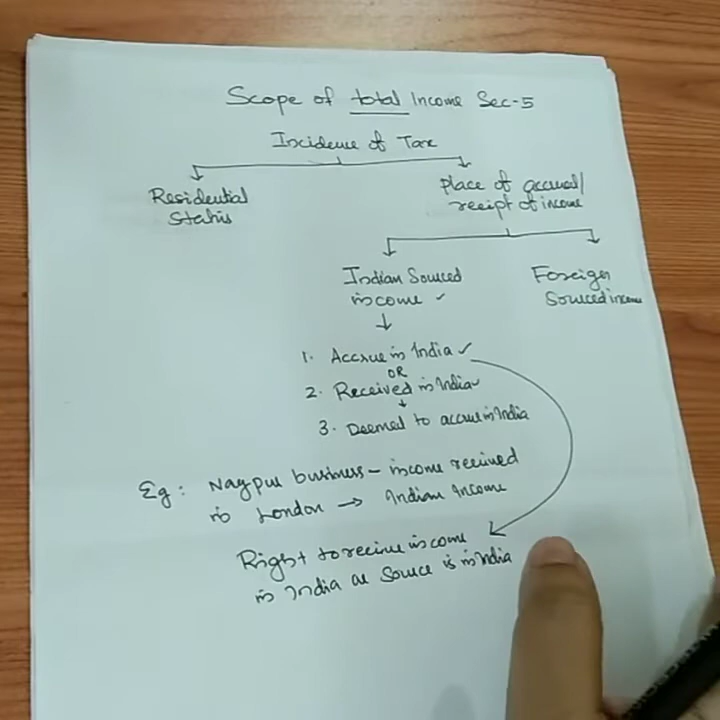 Scope of total Income Sec-5
Incidence of Tax
Residential
Status
Place of accrual/
receipt of income
Indian Sourced
income ✓
Foreign
Sourced income
1. Accrue in India ✓
OR
2. Received in India ✓
3. Deemed to accrue in India
Eg: Nagpur business - income received
in London → Indian Income
Right to receive income
in India as Source is in India